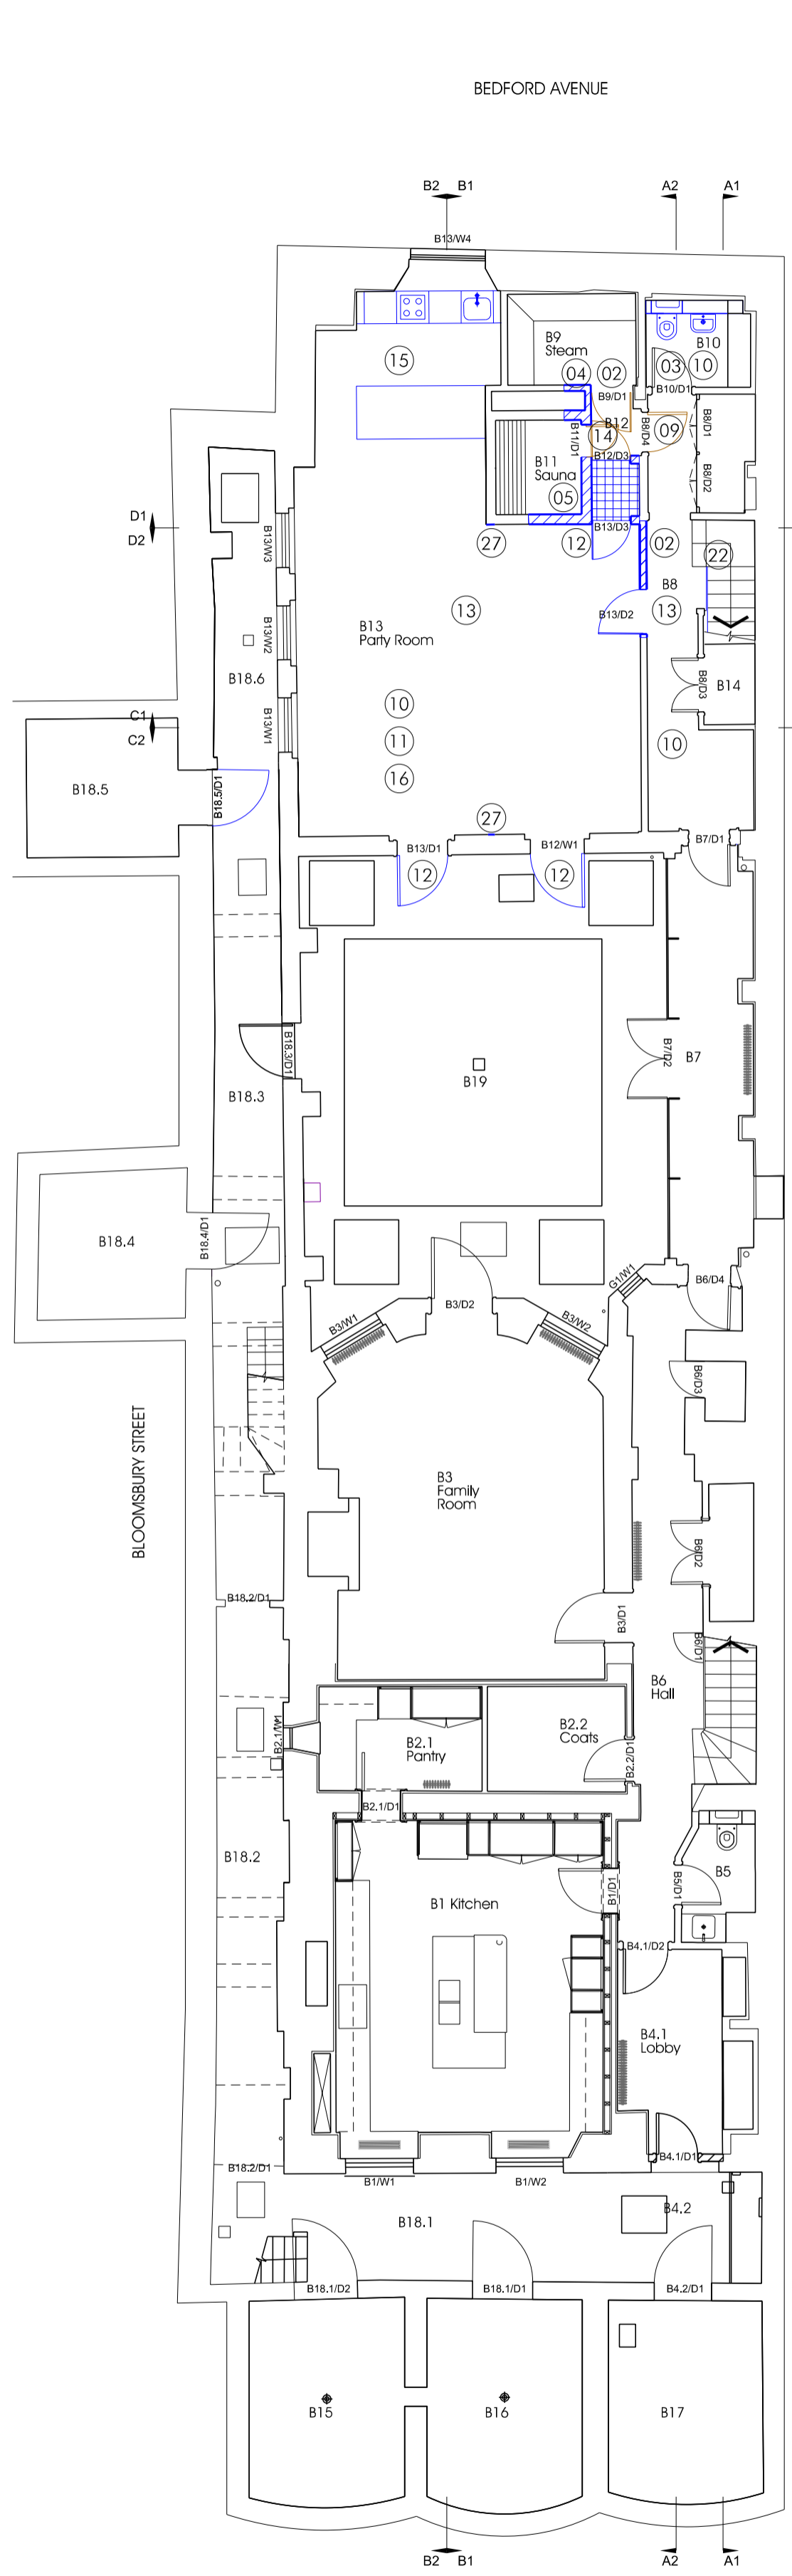 BEDFORD AVENUE
B2 B1
A2 A1
B13/W4
B9
Steam
B10
15
04
02
03
10
B9/D1
B10/D1
B12
B11/D1
14
B8/D4
09
B8/D1
B12/D3
B11
Sauna
B8/D2
05
D1
D2
B13/W3
27
12
B13/D3
02
22
B8
13
13
B13/D2
B13
Party Room
B13/W2
B18.6
B8/D3
B14
10
C1
C2
B13/W1
11
10
16
B18.5
B18.5/D1
27
B13/D1
B12/W1
B7/D1
12
12
B18.3/D1
B7/D2
B7
B19
B18.3
B18.4
B18.4/D1
G1/W1
B6/D4
B3/W1
B3/D2
B3/W2
B6/D3
BLOOMSBURY STREET
B3
Family
Room
B6/D2
B18.2/D1
B3/D1
B6/D1
B6
Hall
B2.1/W1
B2.1
Pantry
B2.2
Coats
B2.2/D1
B2.1/D1
B18.2
B5
B5/D1
B1 Kitchen
B1/D1
B4.1/D2
B4.1
Lobby
B4.1/D1
B18.2/D1
B1/W1
B1/W2
B4.2
B18.1
B18.1/D2
B18.1/D1
B4.2/D1
B15
B16
B17
B2 B1
A2 A1